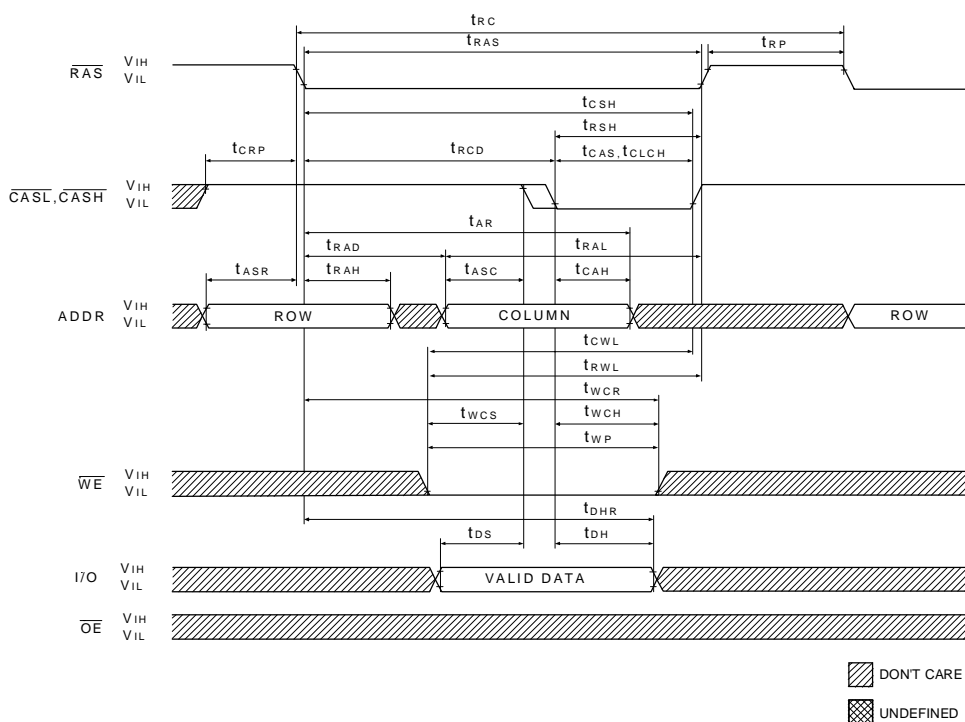 tRC
tRAS
tRP
RAS VIH
VIL
tCSH
tRSH
tCRP
tRCD
tCAS,tCLCH
CASL,CASH VIH
VIL
tAR
tRAD
tRAL
tASR
tRAH
tASC
tCAH
ADDR VIH
VIL
ROW
COLUMN
ROW
tCWL
tRWL
tWCR
tWCS
tWCH
tWP
WE VIH
VIL
tDHR
tDS
tDH
I/O VIH
VIL
VALID DATA
OE VIH
VIL
DON'T CARE
UNDEFINED